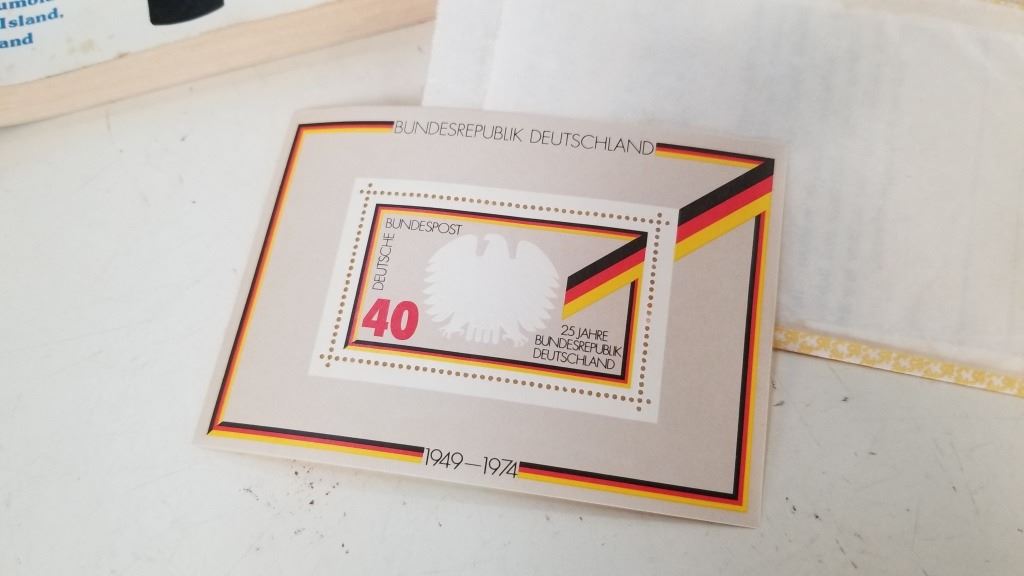 Island,
and
BUNDESREPUBLIK DEUTSCHLAND
DEUTSCHE
BUNDESPOST
40
25 JAHRE
BUNDESREPUBLIK
DEUTSCHLAND
1949–1974